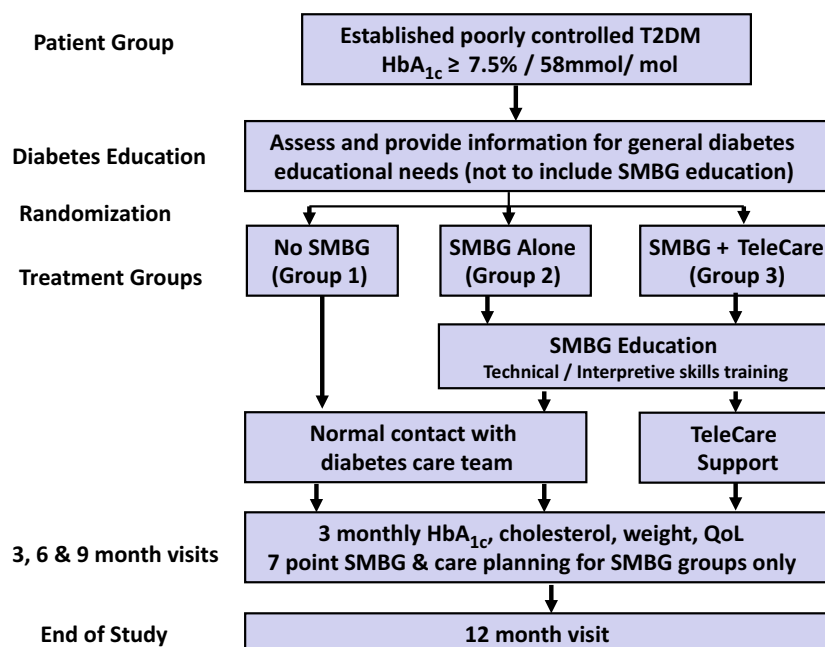 Patient Group
Established poorly controlled T2DM
HbA1c ≥ 7.5% / 58mmol/ mol
Diabetes Education
Assess and provide information for general diabetes
educational needs (not to include SMBG education)
Randomization
Treatment Groups
No SMBG
(Group 1)
SMBG Alone
(Group 2)
SMBG + TeleCare
(Group 3)
SMBG Education
Technical / Interpretive skills training
Normal contact with
diabetes care team
TeleCare
Support
3, 6 & 9 month visits
3 monthly HbA1c, cholesterol, weight, QoL
7 point SMBG & care planning for SMBG groups only
End of Study
12 month visit